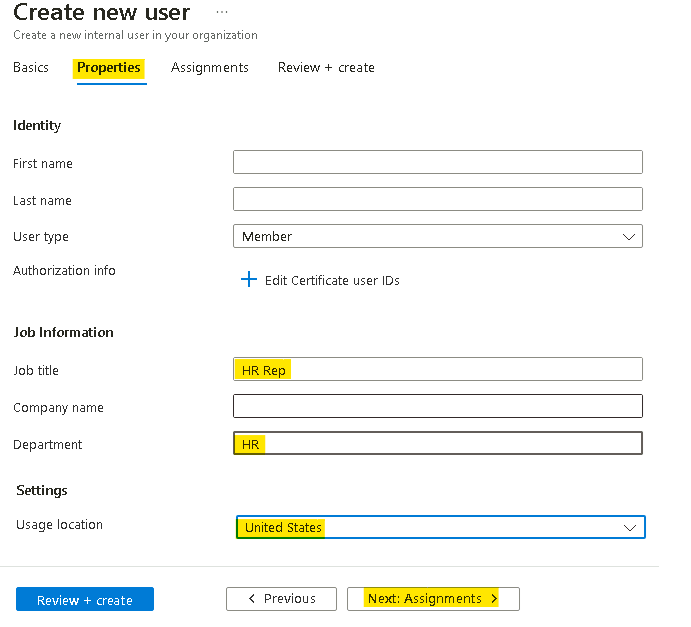 Create new user ...
Create a new internal user in your organization
Basics Properties Assignments Review + create
Identity
First name
Last name
User type Member
Authorization info
+ Edit Certificate user IDs
Job Information
Job title HR Rep
Company name
Department HR
Settings
Usage location United States
Review + create < Previous Next: Assignments >